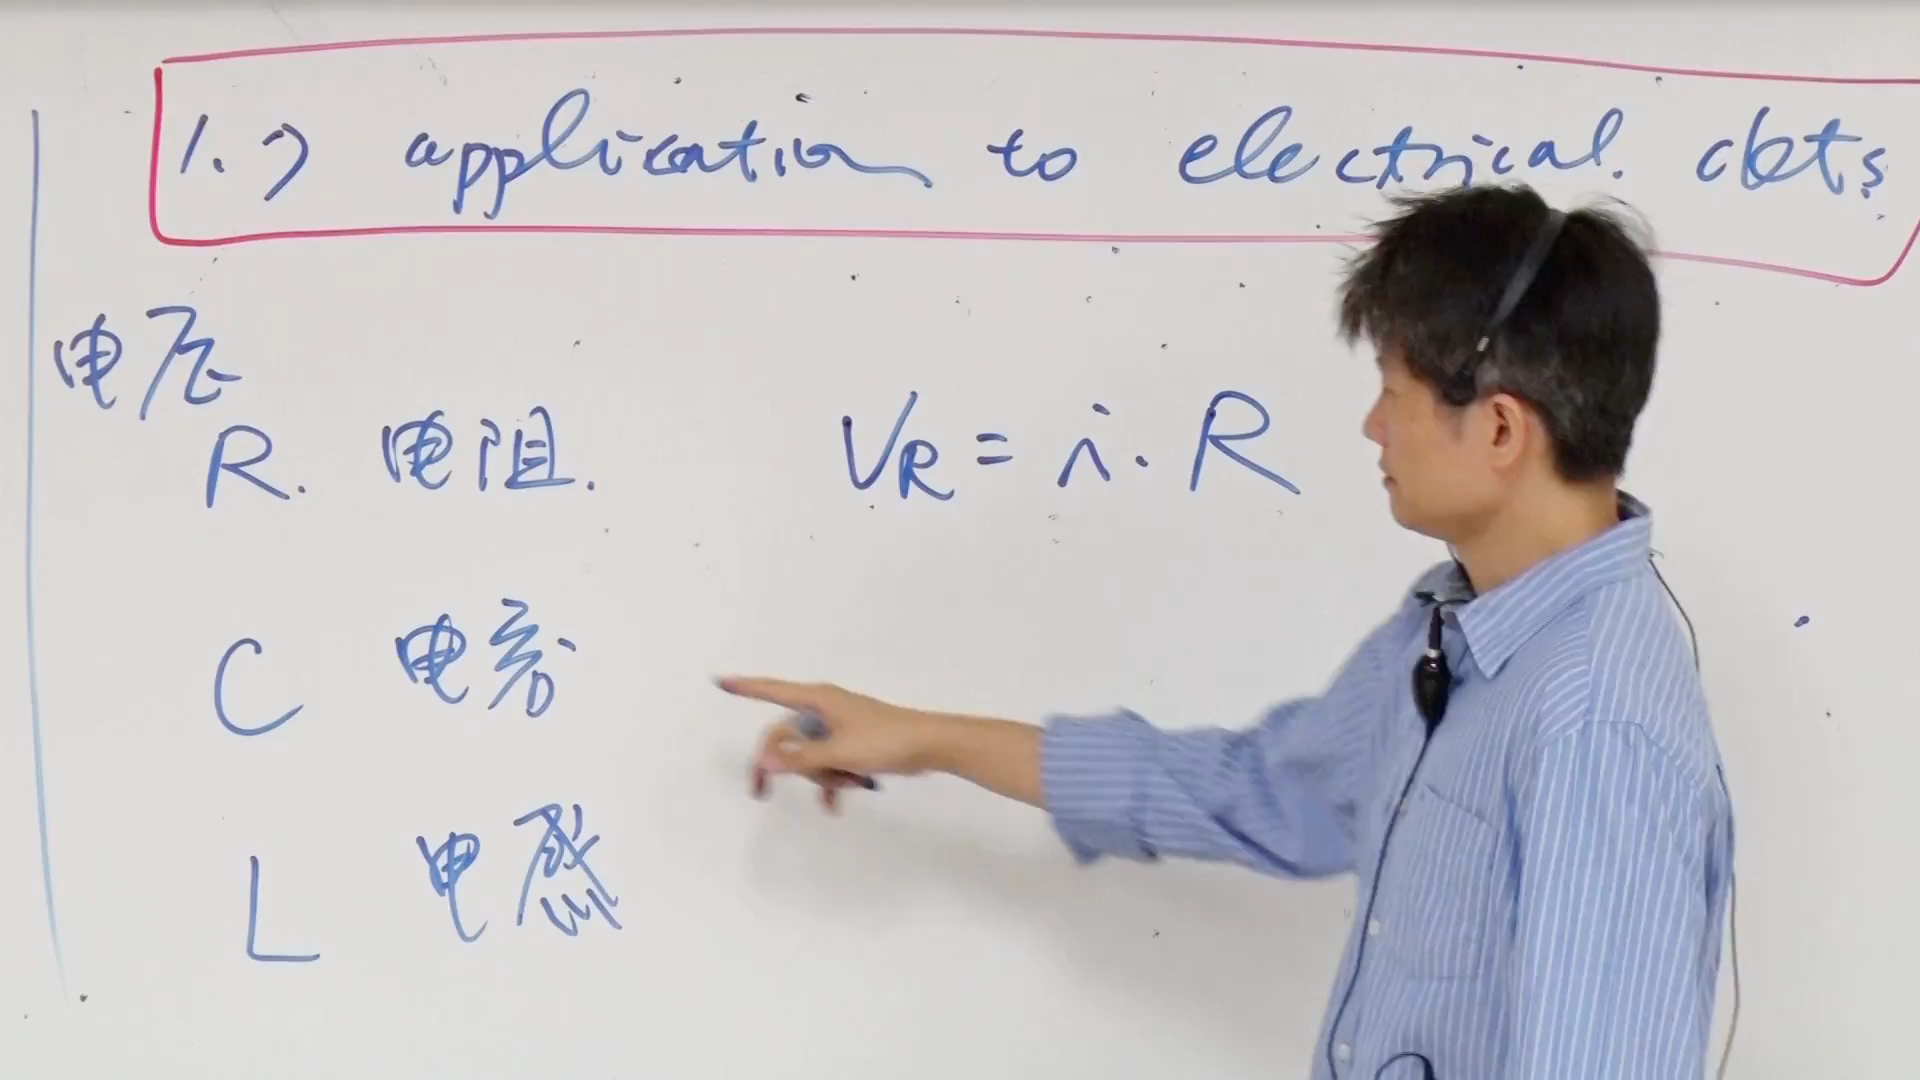 1.7 application to electrical ckts
电压
R. 电阻. VR = i. R
C 电容
L 电感